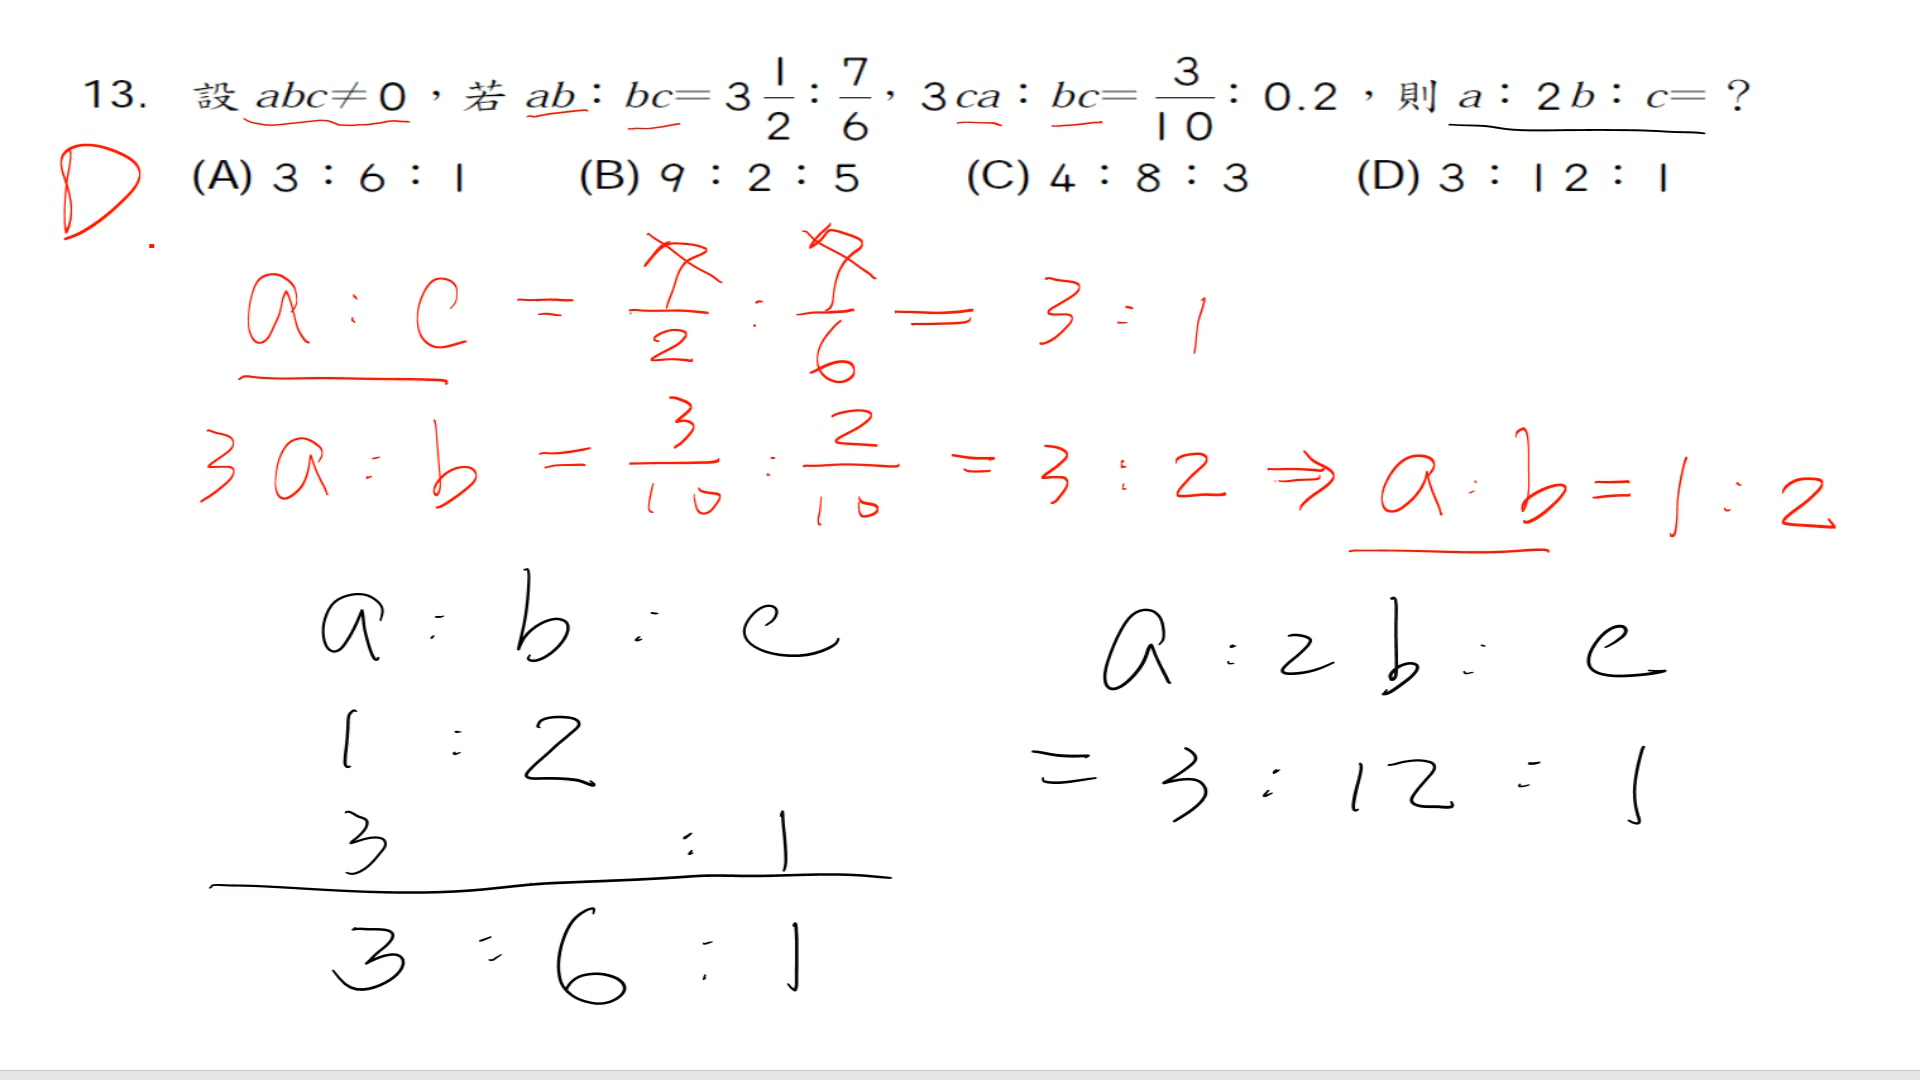 13. 設 abc≠0，若 ab：bc=3 1/2：7/6，3ca：bc= 3/10：0.2，則 a：2b：c=？
(A) 3：6：1 (B) 9：2：5 (C) 4：8：3 (D) 3：12：1
D.
a : c = 7/2 : 7/6 = 3 : 1
3a : b = 3/10 : 2/10 = 3 : 2 ⇒ a : b = 1 : 2
a : b : c
1 : 2
3 : 1
3 : 6 : 1
a : 2b : c
= 3 : 12 : 1